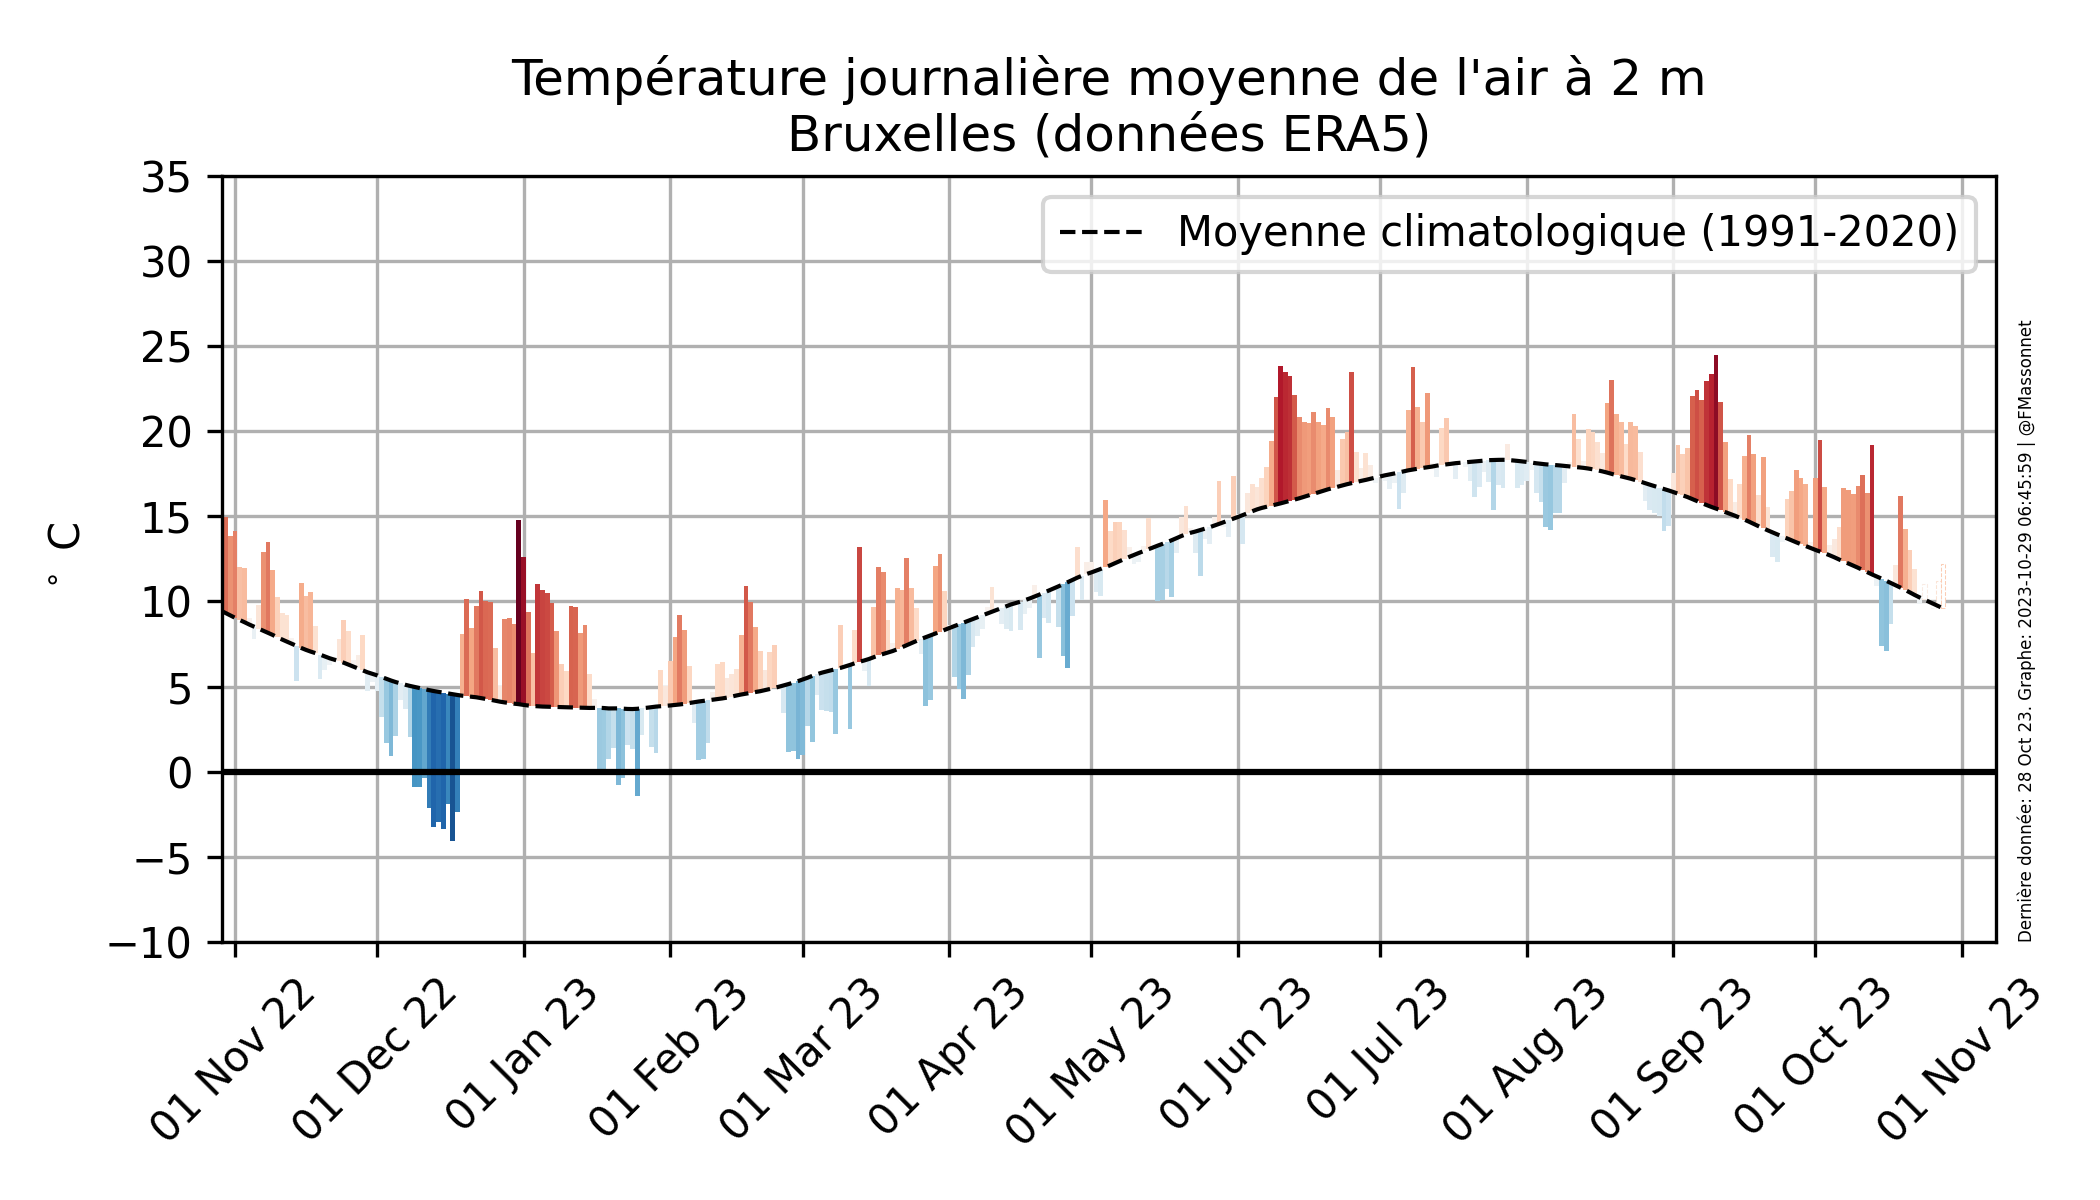 Température journalière moyenne de l'air à 2 m
Bruxelles (données ERA5)
Moyenne climatologique (1991-2020)
° C
35
30
25
20
15
10
5
0
−5
−10
01 Nov 22
01 Dec 22
01 Jan 23
01 Feb 23
01 Mar 23
01 Apr 23
01 May 23
01 Jun 23
01 Jul 23
01 Aug 23
01 Sep 23
01 Oct 23
01 Nov 23
Dernière donnée: 28 Oct 23. Graphe: 2023-10-29 06:45:59 | @FMassonnet